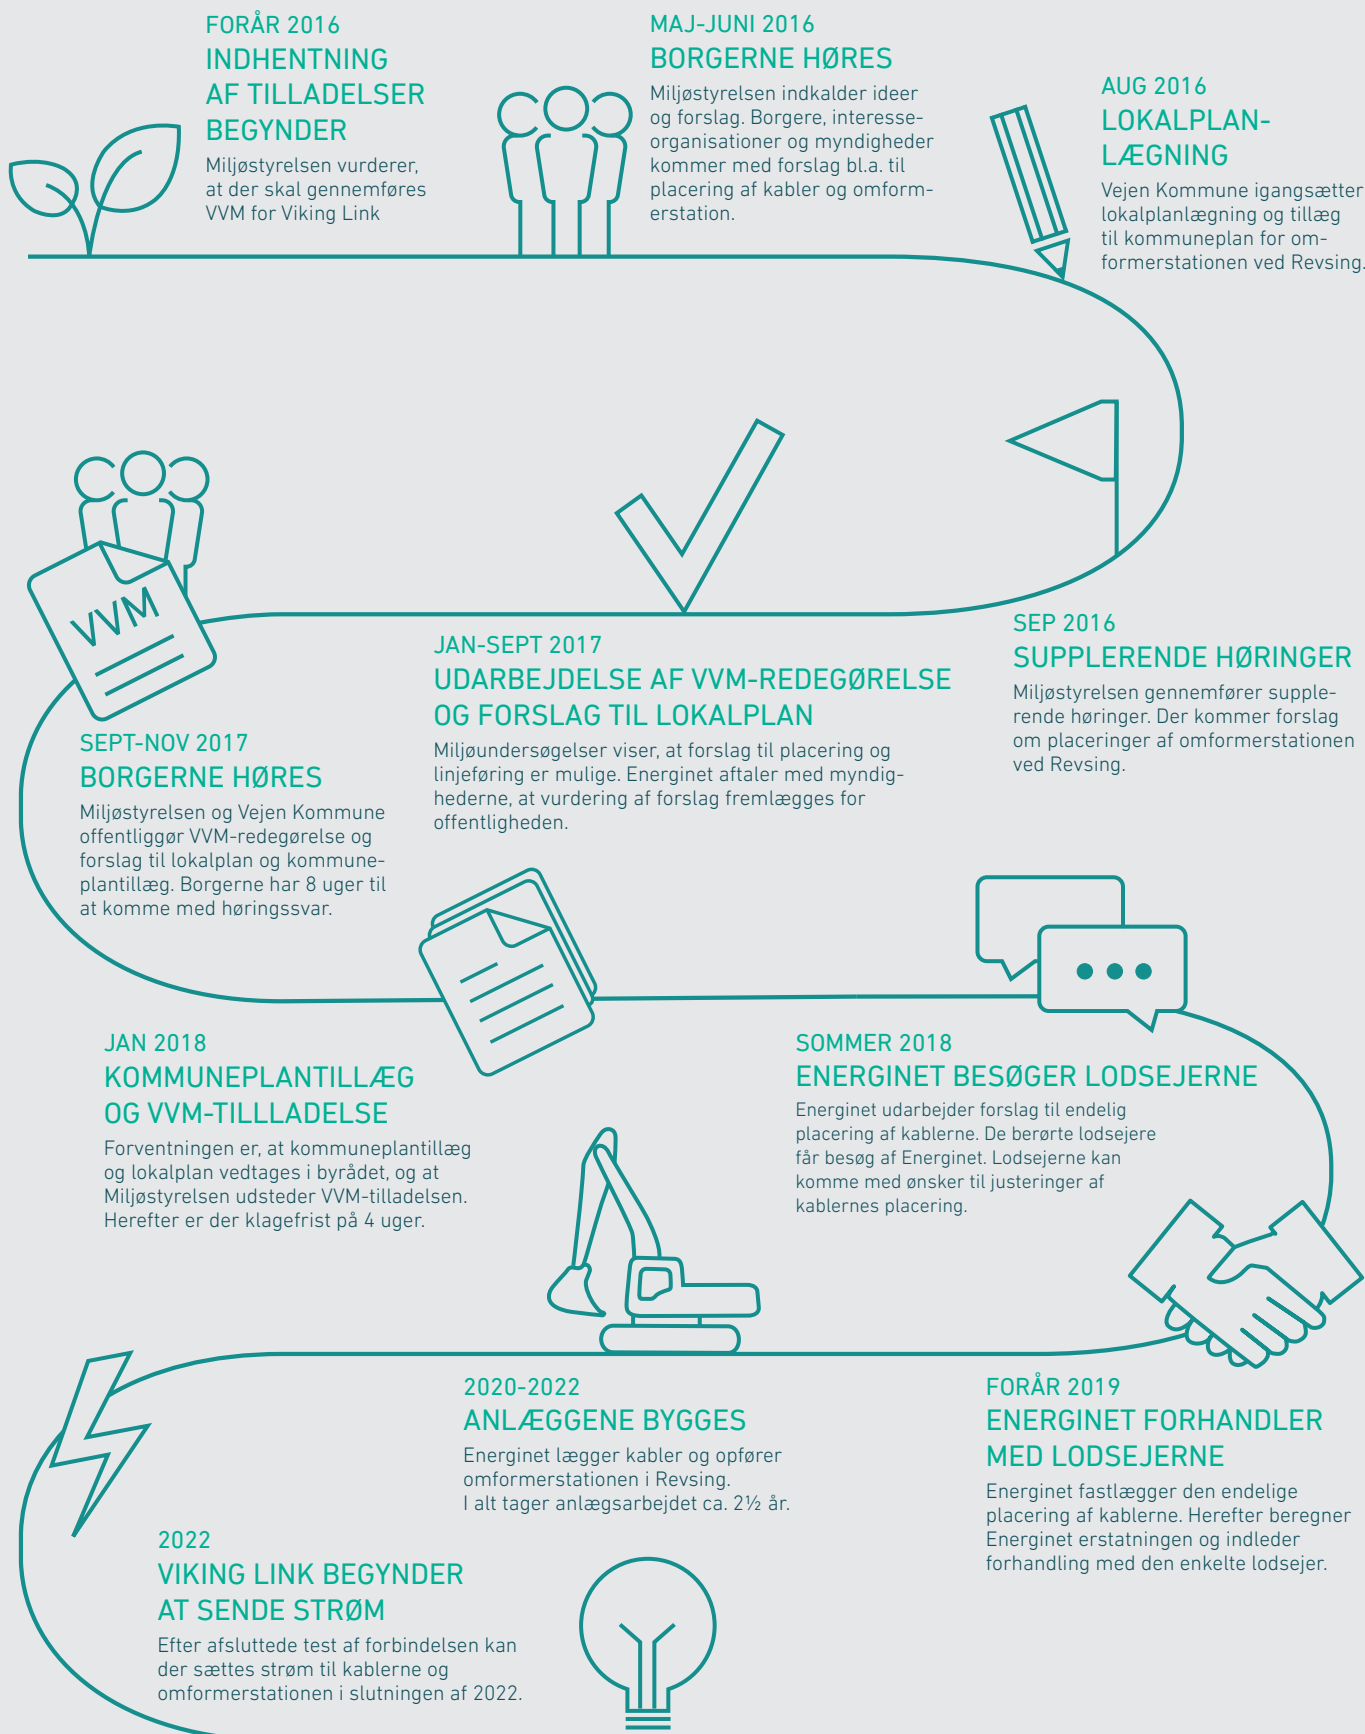 FORÅR 2016
INDHENTNING
AF TILLADELSER
BEGYNDER
Miljøstyrelsen vurderer,
at der skal gennemføres
VVM for Viking Link
MAJ-JUNI 2016
BORGERNE HØRES
Miljøstyrelsen indkalder ideer
og forslag. Borgere, interesse-
organisationer og myndigheder
kommer med forslag bl.a. til
placering af kabler og omform-
erstation.
AUG 2016
LOKALPLAN-
LÆGNING
Vejen Kommune igangsætter
lokalplanlægning og tillæg
til kommuneplan for om-
formerstationen ved Revsing.
SEP 2016
SUPPLERENDE HØRINGER
Miljøstyrelsen gennemfører supple-
rende høringer. Der kommer forslag
om placeringer af omformerstationen
ved Revsing.
JAN-SEPT 2017
UDARBEJDELSE AF VVM-REDEGØRELSE
OG FORSLAG TIL LOKALPLAN
Miljøundersøgelser viser, at forslag til placering og
linjeføring er mulige. Energinet aftaler med myndig-
hederne, at vurdering af forslag fremlægges for
offentligheden.
VVM
SEPT-NOV 2017
BORGERNE HØRES
Miljøstyrelsen og Vejen Kommune
offentliggør VVM-redegørelse og
forslag til lokalplan og kommune-
plantillæg. Borgerne har 8 uger til
at komme med høringssvar.
JAN 2018
KOMMUNEPLANTILLÆG
OG VVM-TILLLADELSE
Forventningen er, at kommuneplantillæg
og lokalplan vedtages i byrådet, og at
Miljøstyrelsen udsteder VVM-tilladelsen.
Herefter er der klagefrist på 4 uger.
SOMMER 2018
ENERGINET BESØGER LODSEJERNE
Energinet udarbejder forslag til endelig
placering af kablerne. De berørte lodsejere
får besøg af Energinet. Lodsejerne kan
komme med ønsker til justeringer af
kablernes placering.
FORÅR 2019
ENERGINET FORHANDLER
MED LODSEJERNE
Energinet fastlægger den endelige
placering af kablerne. Herefter beregner
Energinet erstatningen og indleder
forhandling med den enkelte lodsejer.
2020-2022
ANLÆGGENE BYGGES
Energinet lægger kabler og opfører
omformerstationen i Revsing.
I alt tager anlægsarbejdet ca. 2½ år.
2022
VIKING LINK BEGYNDER
AT SENDE STRØM
Efter afsluttede test af forbindelsen kan
der sættes strøm til kablerne og
omformerstationen i slutningen af 2022.